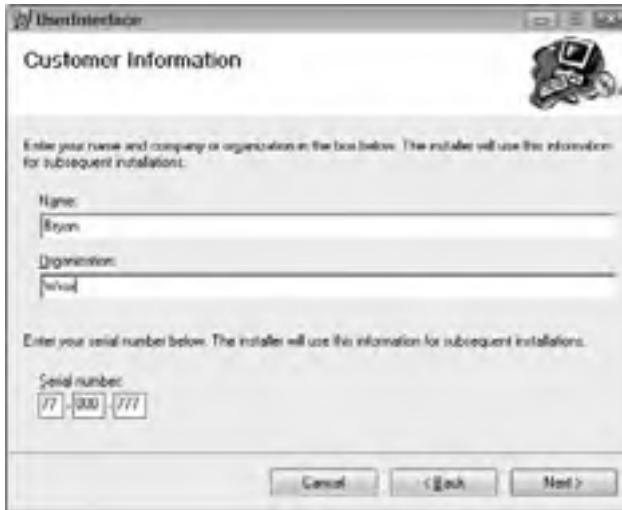 UserInterface
Customer Information
Enter your name and company or organization in the box below. The installer will use this information
for subsequent installations.
Name:
Bryan
Organization:
Wrox
Enter your serial number below. The installer will use this information for subsequent installations.
Serial number:
77 - 000 - 777
Cancel
< Back
Next >